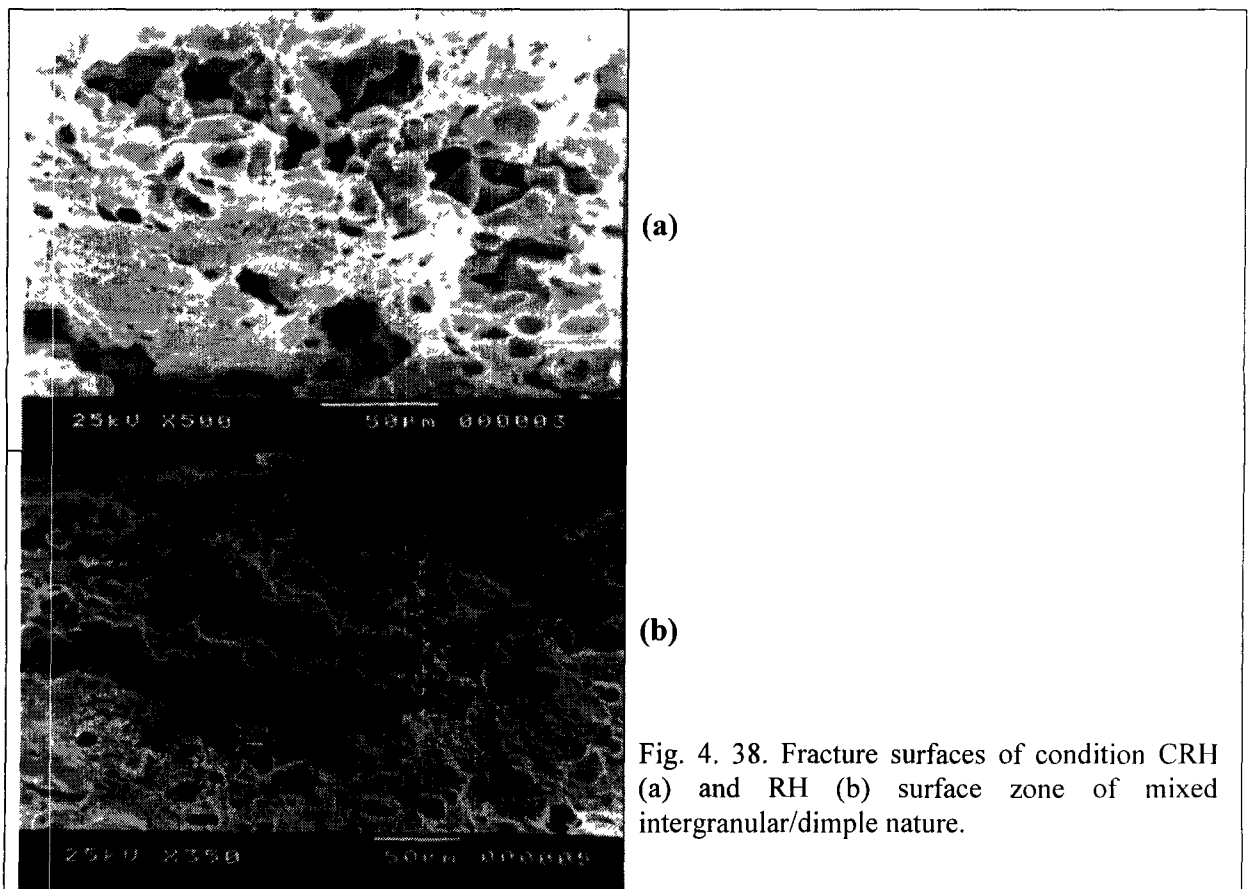 (a)
25kV X500 50μm 000003
(b)
Fig. 4. 38. Fracture surfaces of condition CRH
(a) and RH (b) surface zone of mixed
intergranular/dimple nature.
25kV X350 50μm 000005